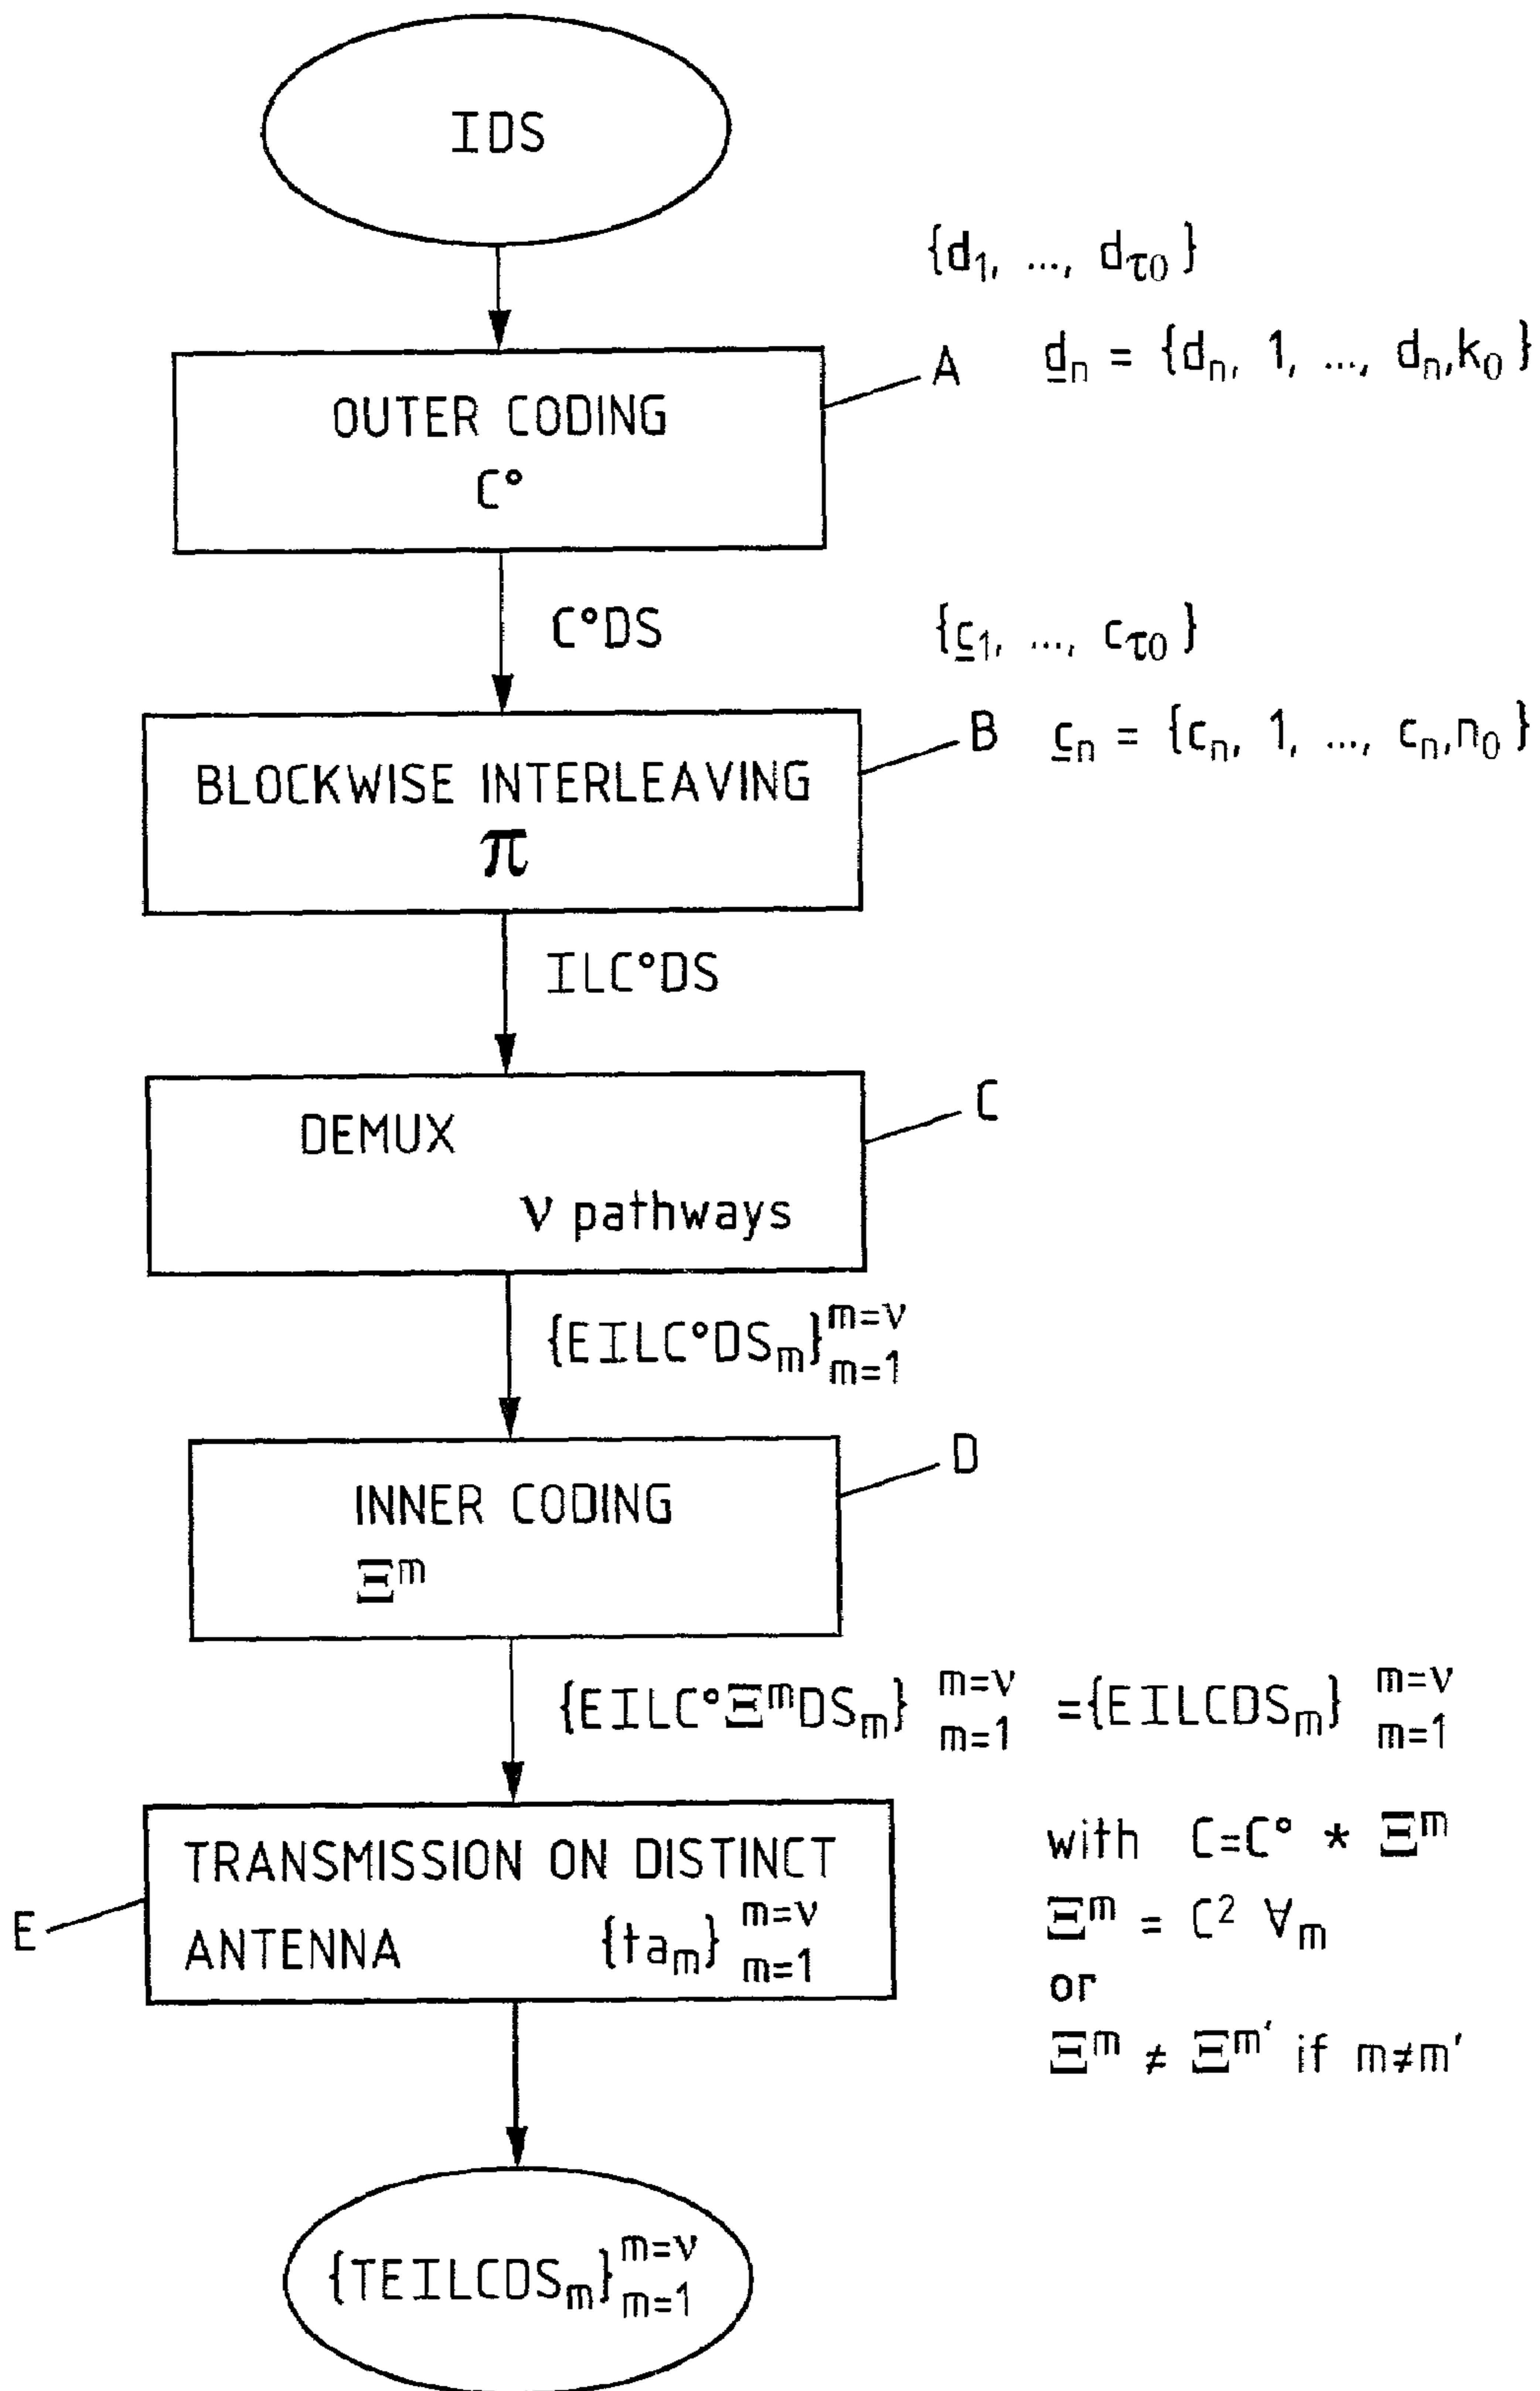 IDS
{d₁, ..., d_τ0}
A
d̲ₙ = {dₙ, 1, ..., dₙ,k₀}
OUTER CODING
C°
C°DS
{c̲₁, ..., c_τ0}
B
c̲ₙ = {cₙ, 1, ..., cₙ,n₀}
BLOCKWISE INTERLEAVING
π
ILC°DS
C
DEMUX
ν pathways
{EILC°DSₘ} m=ν m=1
D
INNER CODING
Ξᵐ
{EILC°ΞᵐDSₘ} m=ν m=1 ={EILCDSₘ} m=ν m=1
TRANSMISSION ON DISTINCT
ANTENNA {taₘ} m=ν m=1
E
with C=C° * Ξᵐ
Ξᵐ = C² ∀ₘ
or
Ξᵐ ≠ Ξᵐ′ if m≠m′
{TEILCDSₘ} m=ν m=1